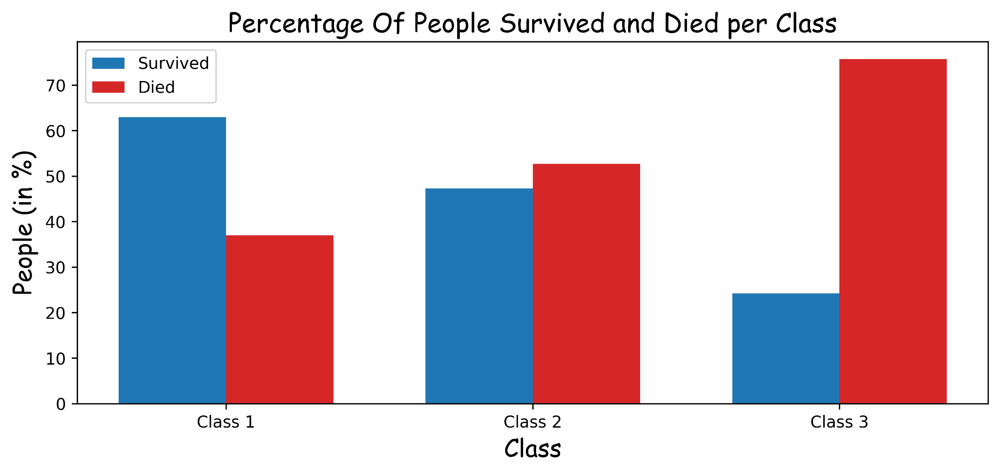 Percentage Of People Survived and Died per Class
Survived
Died
70
60
50
40
30
20
10
0
People (in %)
Class 1
Class 2
Class 3
Class